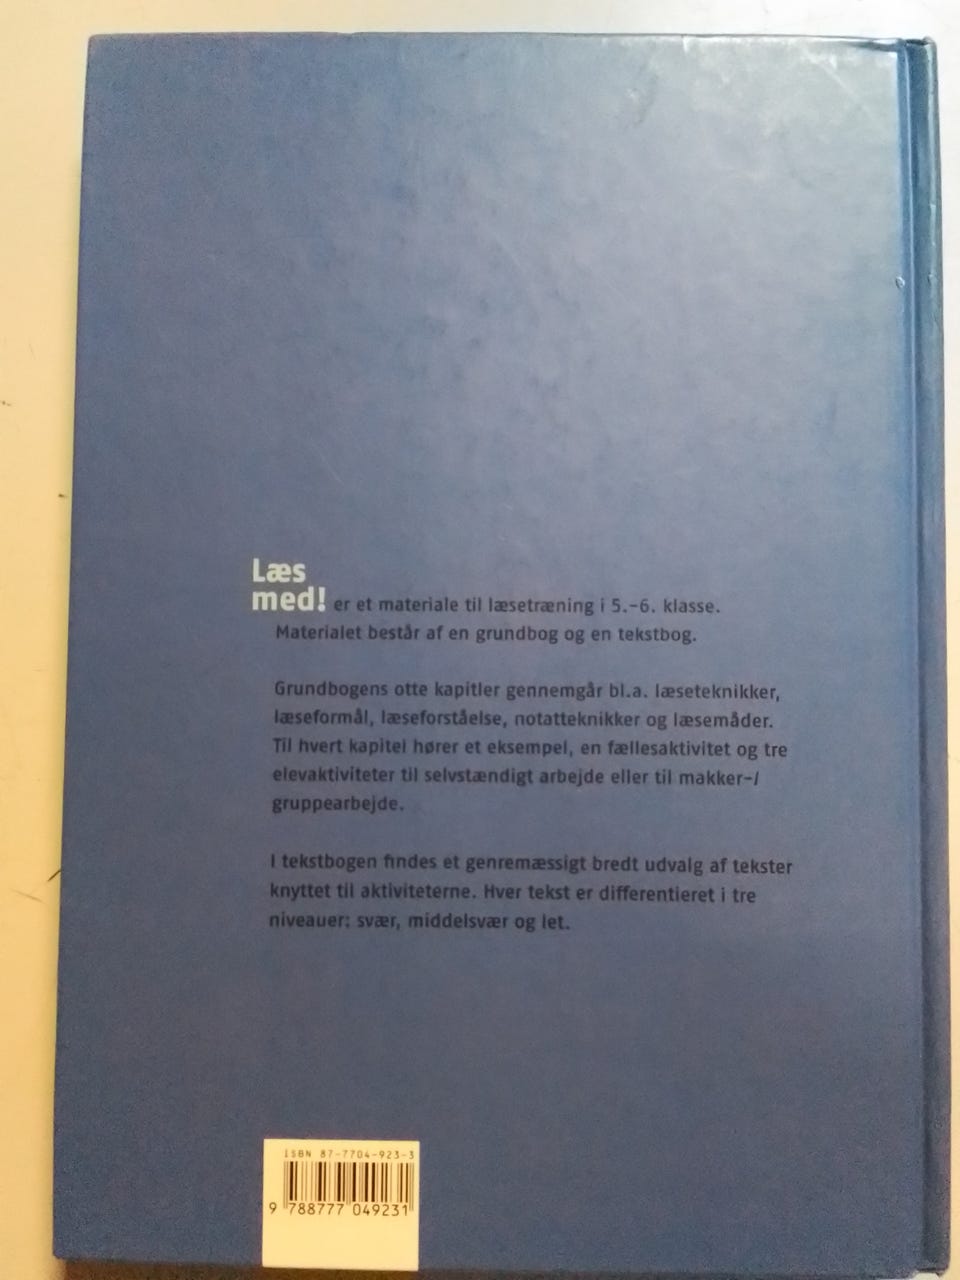 Læs
med! er et materiale til læsetræning i 5.-6. klasse.
Materialet består af en grundbog og en tekstbog.
Grundbogens otte kapitler gennemgår bl.a. læseteknikker,
læseformål, læseforståelse, notatteknikker og læsemåder.
Til hvert kapitel hører et eksempel, en fællesaktivitet og tre
elevaktiviteter til selvstændigt arbejde eller til makker-/
gruppearbejde.
I tekstbogen findes et genremæssigt bredt udvalg af tekster
knyttet til aktiviteterne. Hver tekst er differentieret i tre
niveauer: svær, middelsvær og let.
ISBN 87-7704-923-3
9 788777 049231